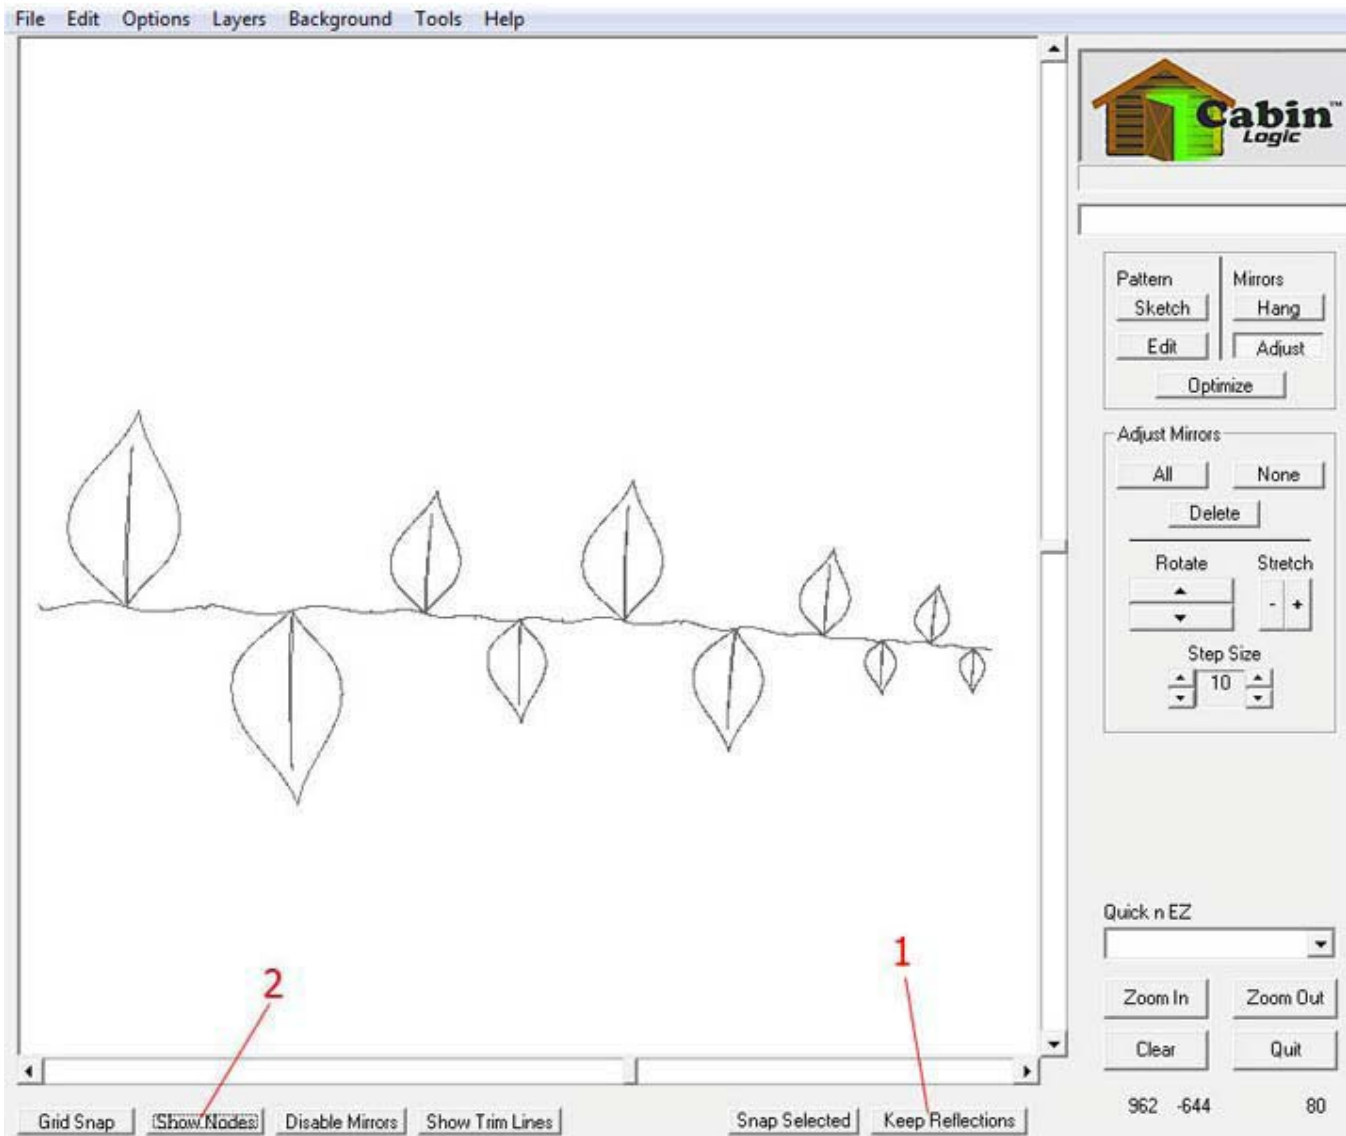 File Edit Options Layers Background Tools Help
Cabin™
Logic
Pattern Mirrors
Sketch Hang
Edit Adjust
Optimize
Adjust Mirrors
All None
Delete
Rotate Stretch
- +
Step Size
10
Quick n EZ
Zoom In Zoom Out
Clear Quit
962 -644 80
2
1
Grid Snap Show Nodes Disable Mirrors Show Trim Lines Snap Selected Keep Reflections